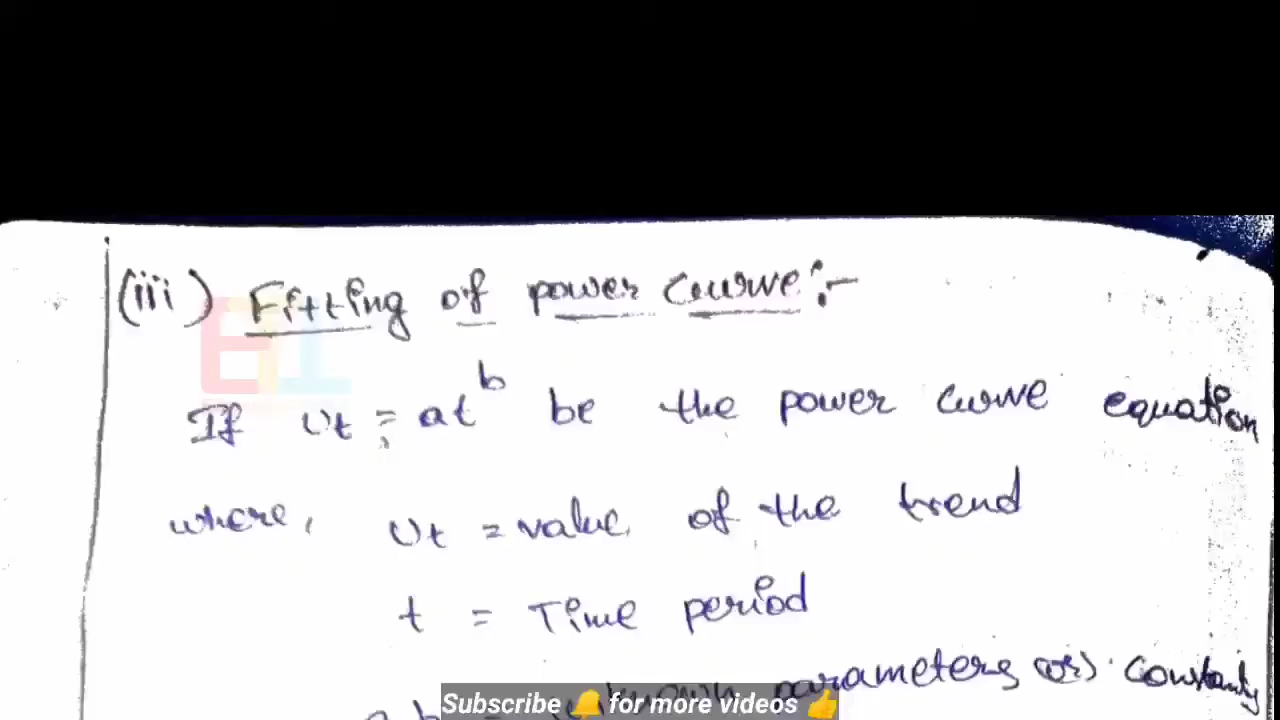 (iii) Fitting of power curve:-
If Ut = at^b be the power curve equation
where, Ut = value of the trend
t = Time period
a, b = unknown parameters (or) constants
Subscribe 🔔 for more videos 👍